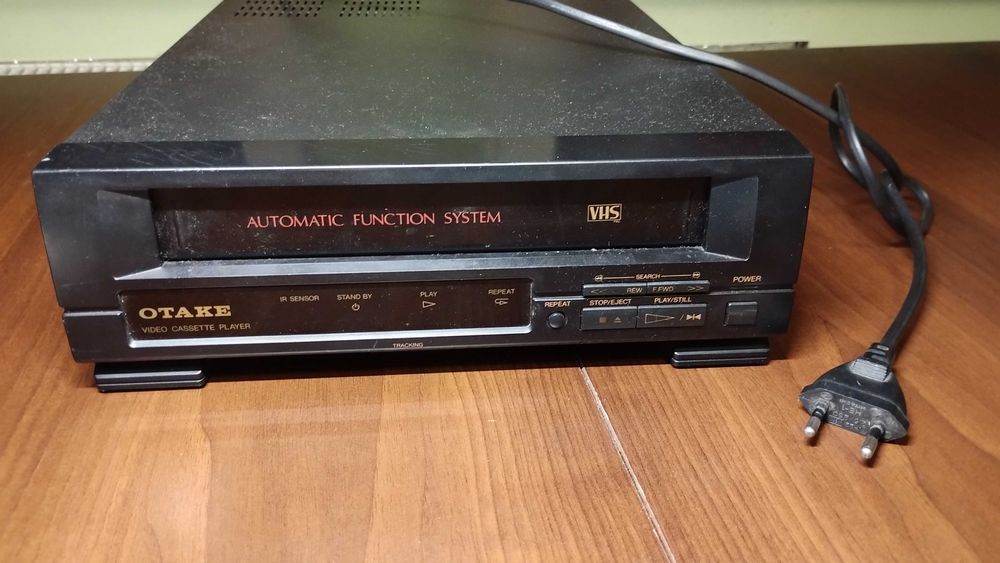 AUTOMATIC FUNCTION SYSTEM
VHS
SEARCH
REW F.FWD
POWER
OTAKE
VIDEO CASSETTE PLAYER
IR SENSOR
STAND BY
PLAY
REPEAT
REPEAT
STOP/EJECT
PLAY/STILL
TRACKING